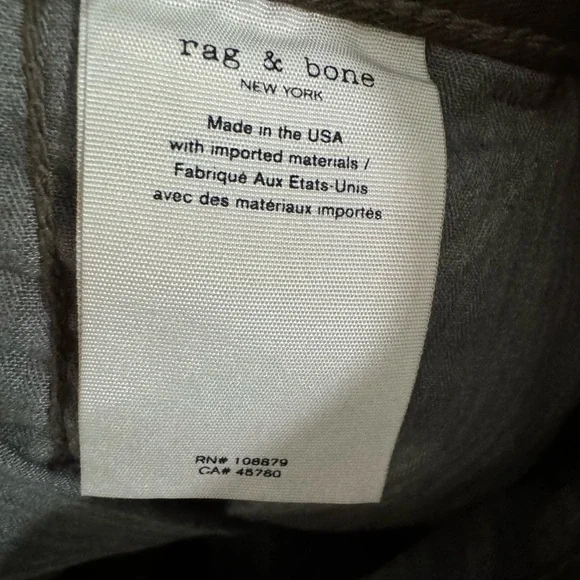 rag & bone
NEW YORK
Made in the USA
with imported materials /
Fabriqué Aux Etats-Unis
avec des matériaux importés
RN# 108879
CA# 45760